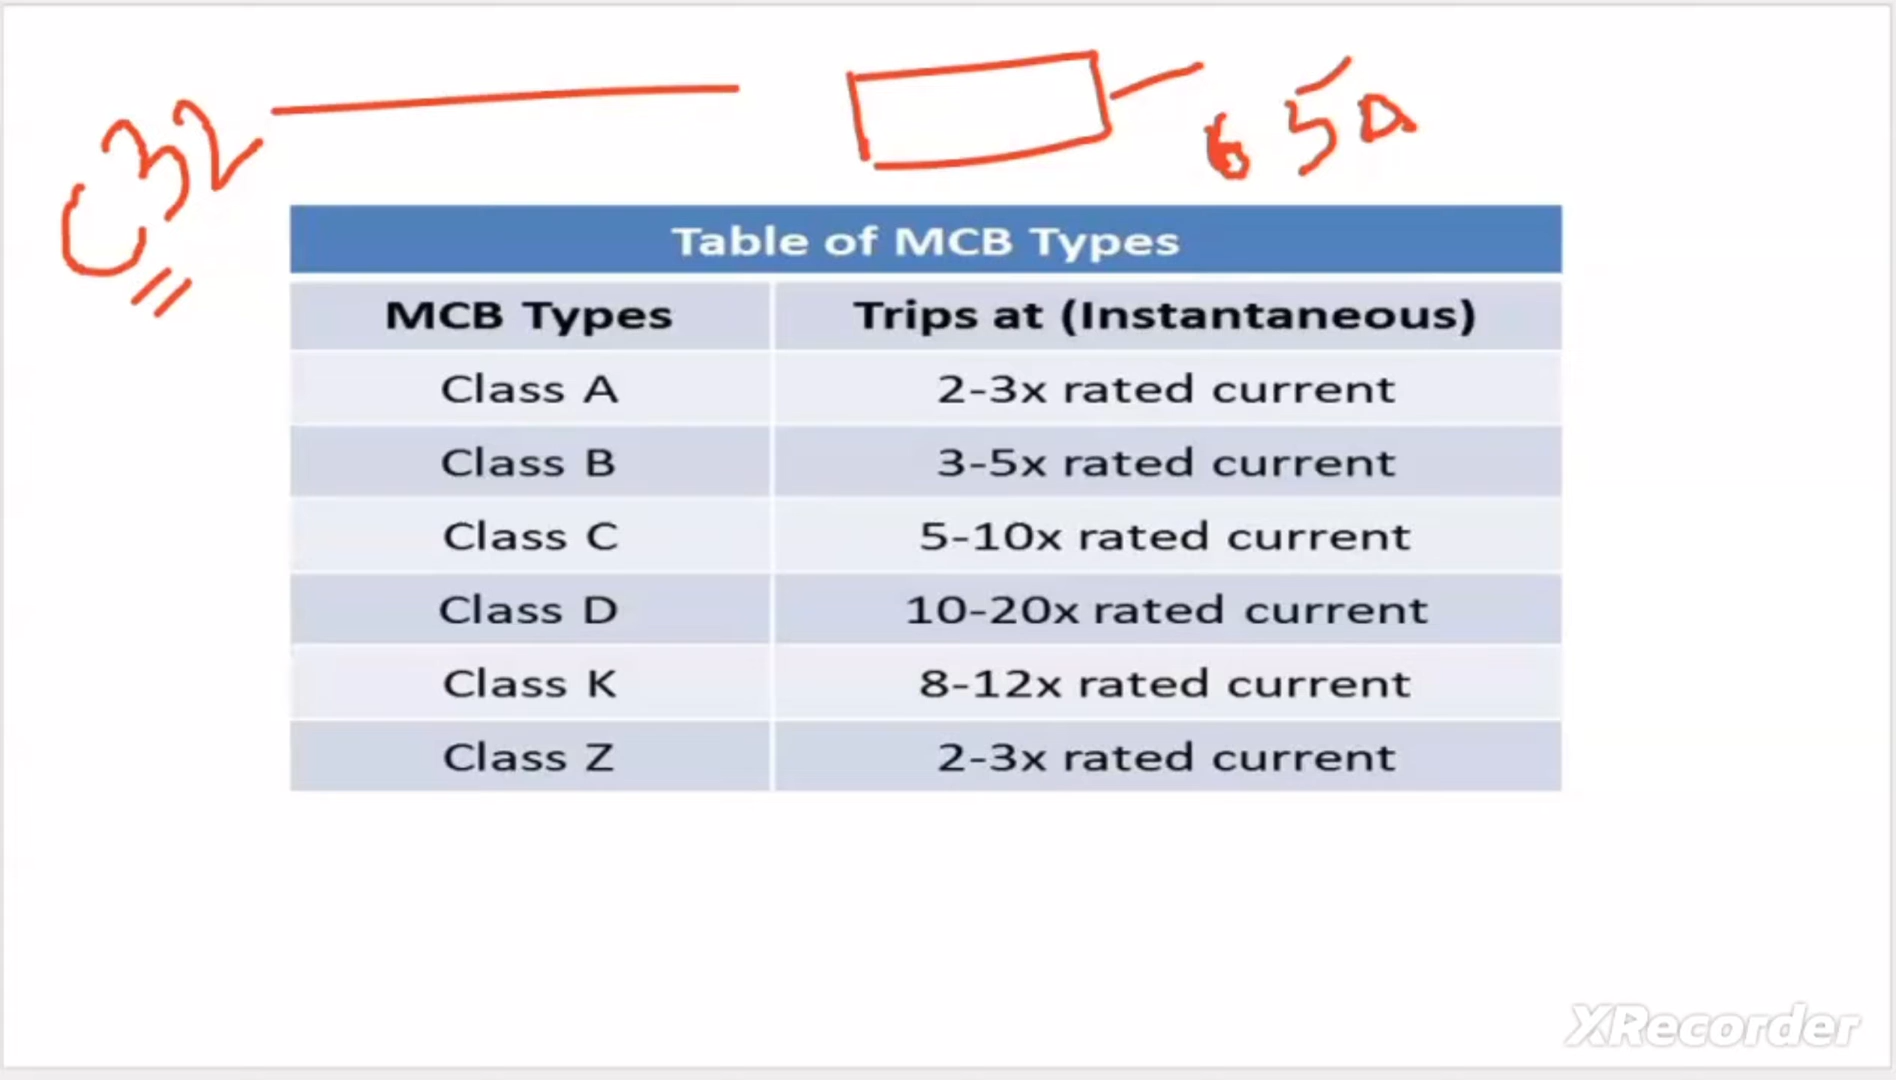 C32
65A
Table of MCB Types
MCB Types Trips at (Instantaneous)
Class A 2-3x rated current
Class B 3-5x rated current
Class C 5-10x rated current
Class D 10-20x rated current
Class K 8-12x rated current
Class Z 2-3x rated current
XRecorder